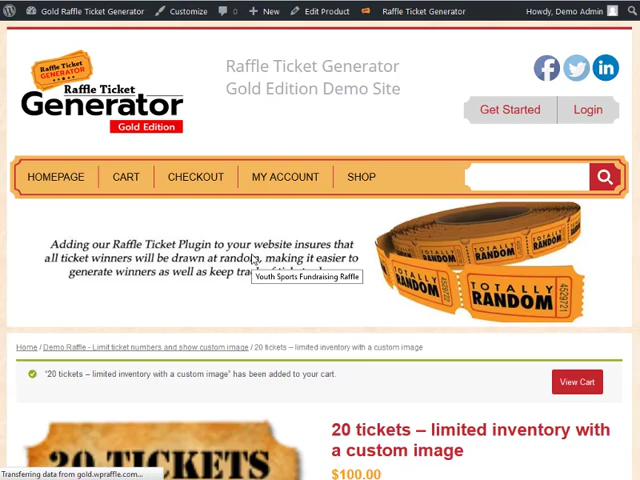 Gold Raffle Ticket Generator Customize 0 New Edit Product Raffle Ticket Generator Howdy, Demo Admin
Raffle Ticket
GENERATOR
Raffle Ticket
Generator
Gold Edition
Raffle Ticket Generator
Gold Edition Demo Site
Get Started Login
HOMEPAGE CART CHECKOUT MY ACCOUNT SHOP
Adding our Raffle Ticket Plugin to your website insures that
all ticket winners will be drawn at random, making it easier to
generate winners as well as keep
Youth Sports Fundraising Raffle
TOTALLY
RANDOM
4529721
Home / Demo Raffle - Limit ticket numbers and show custom image / 20 tickets – limited inventory with a custom image
"20 tickets – limited inventory with a custom image" has been added to your cart.
View Cart
20 TICKETS
20 tickets – limited inventory with
a custom image
$100.00
Transferring data from gold.wpraffle.com...